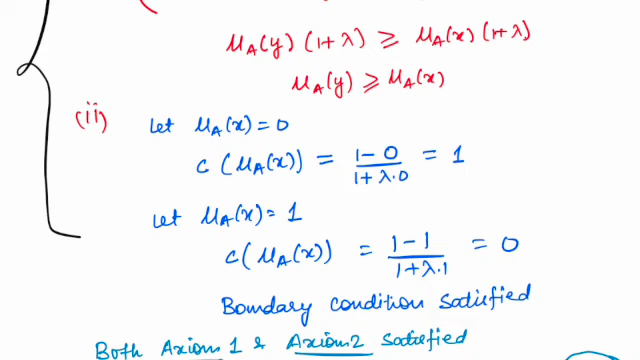 μA(y) (1+λ) ≥ μA(x) (1+λ)
μA(y) ≥ μA(x)
(ii)
Let μA(x) = 0
c (μA(x)) = 1-0 / 1+λ.0 = 1
Let μA(x) = 1
c(μA(x)) = 1-1 / 1+λ.1 = 0
Boundary condition satisfied
Both Axiom 1 & Axiom 2 satisfied